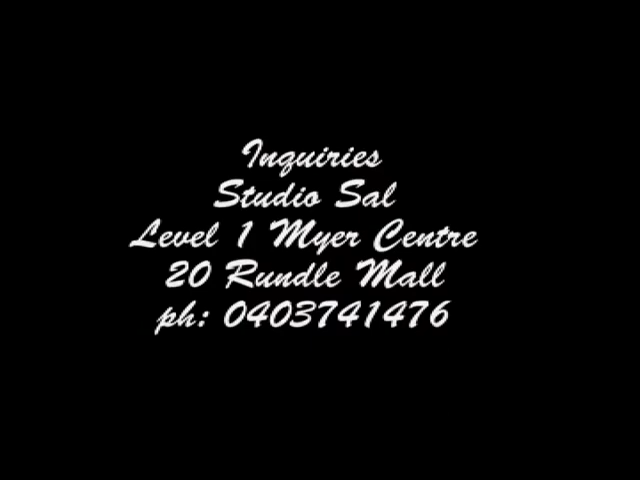 Inquiries
Studio Sal
Level 1 Myer Centre
20 Rundle Mall
ph: 0403741476